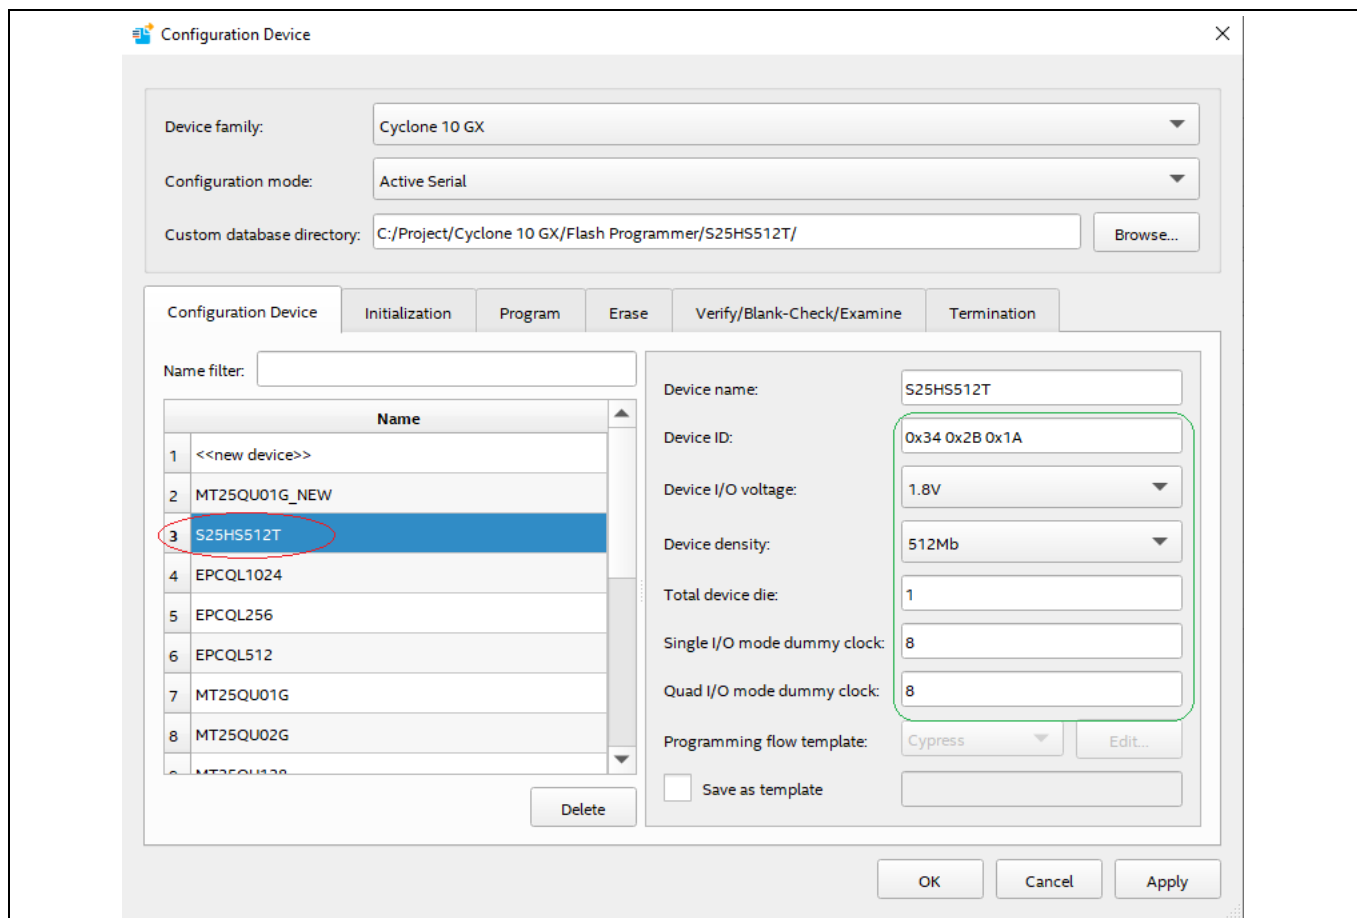 Configuration Device
Device family: Cyclone 10 GX
Configuration mode: Active Serial
Custom database directory: C:/Project/Cyclone 10 GX/Flash Programmer/S25HS512T/ Browse...
Configuration Device Initialization Program Erase Verify/Blank-Check/Examine Termination
Name filter:
Name
1 <<new device>>
2 MT25QU01G_NEW
3 S25HS512T
4 EPCQL1024
5 EPCQL256
6 EPCQL512
7 MT25QU01G
8 MT25QU02G
Delete
Device name: S25HS512T
Device ID: 0x34 0x2B 0x1A
Device I/O voltage: 1.8V
Device density: 512Mb
Total device die: 1
Single I/O mode dummy clock: 8
Quad I/O mode dummy clock: 8
Programming flow template: Cypress Edit...
Save as template
OK Cancel Apply